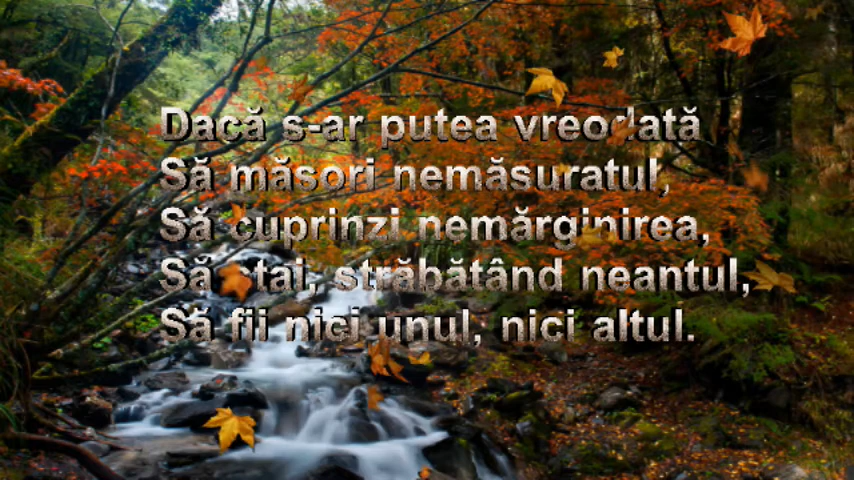 Dacă s-ar putea vreodată
Să măsori nemăsuratul,
Să cuprinzi nemărginirea,
Să stai, străbătând neantul,
Să fii nici unul, nici altul.